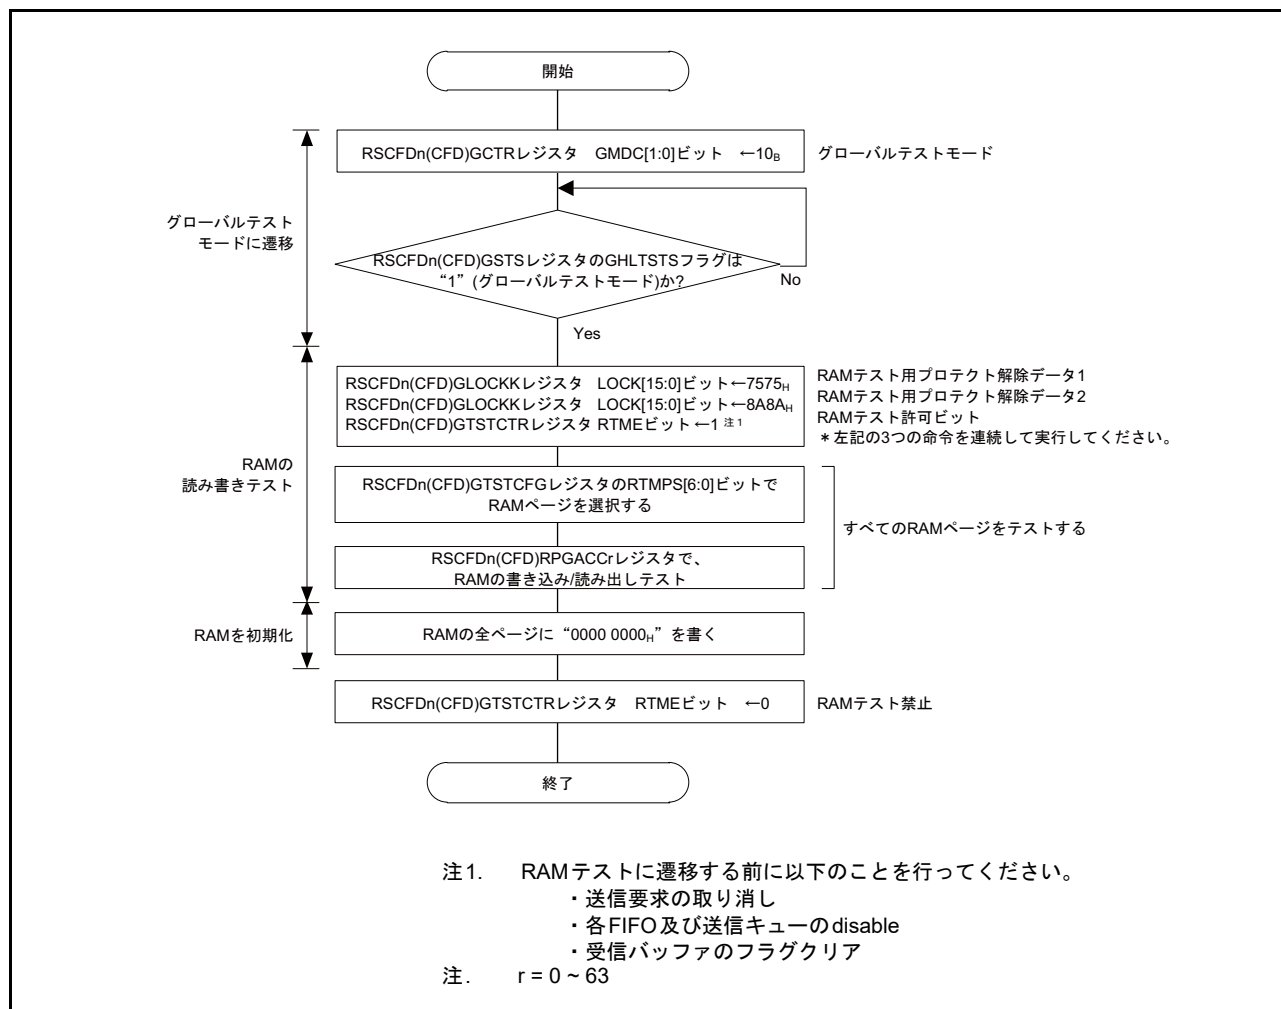 開始
RSCFDn(CFD)GCTRレジスタ GMDC[1:0]ビット ←10B
グローバルテストモード
グローバルテスト
モードに遷移
RSCFDn(CFD)GSTSレジスタのGHLTSTSフラグは
“1”(グローバルテストモード)か?
No
Yes
RSCFDn(CFD)GLOCKKレジスタ LOCK[15:0]ビット←7575H
RSCFDn(CFD)GLOCKKレジスタ LOCK[15:0]ビット←8A8AH
RSCFDn(CFD)GTSTCTRレジスタ RTMEビット←1 注1
RAMテスト用プロテクト解除データ1
RAMテスト用プロテクト解除データ2
RAMテスト許可ビット
*左記の3つの命令を連続して実行してください。
RAMの
読み書きテスト
RSCFDn(CFD)GTSTCFGレジスタのRTMPS[6:0]ビットで
RAMページを選択する
すべてのRAMページをテストする
RSCFDn(CFD)RPGACCrレジスタで、
RAMの書き込み/読み出しテスト
RAMを初期化
RAMの全ページに“0000 0000H”を書く
RSCFDn(CFD)GTSTCTRレジスタ RTMEビット ←0
RAMテスト禁止
終了
注1. RAMテストに遷移する前に以下のことを行ってください。
・送信要求の取り消し
・各FIFO及び送信キューのdisable
・受信バッファのフラグクリア
注. r = 0 ~ 63